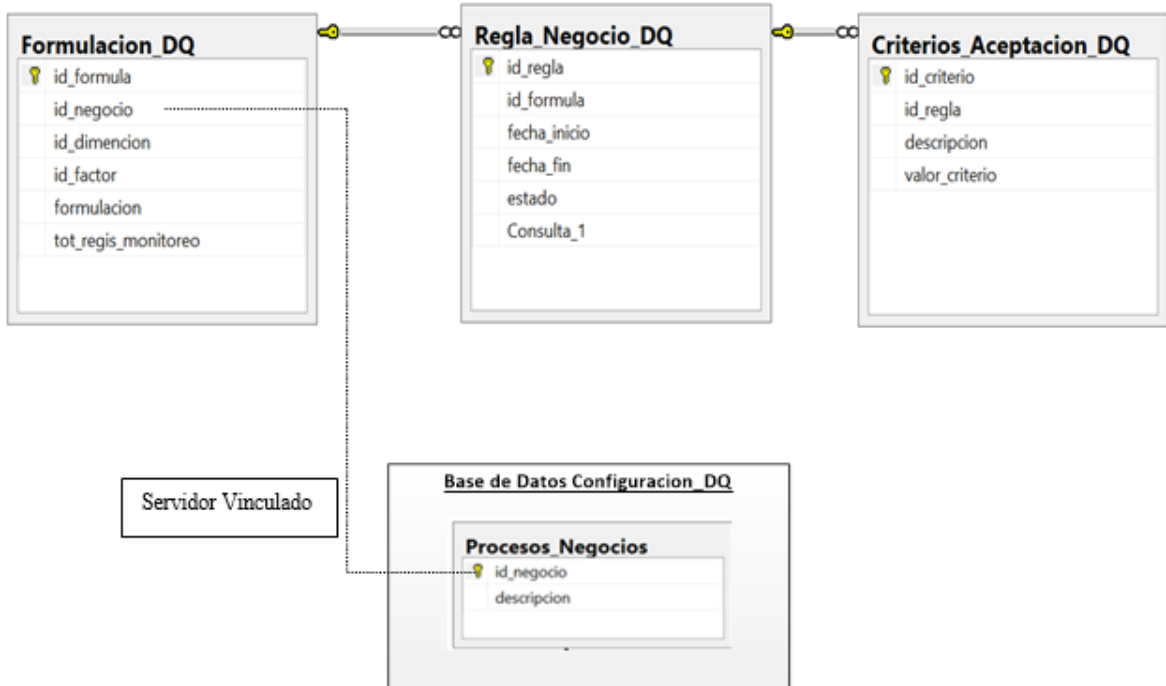 Formulacion_DQ
id_formula
id_negocio
id_dimencion
id_factor
formulacion
tot_regis_monitoreo
Regla_Negocio_DQ
id_regla
id_formula
fecha_inicio
fecha_fin
estado
Consulta_1
Criterios_Aceptacion_DQ
id_criterio
id_regla
descripcion
valor_criterio
Servidor Vinculado
Base de Datos Configuracion_DQ
Procesos_Negocios
id_negocio
descripcion